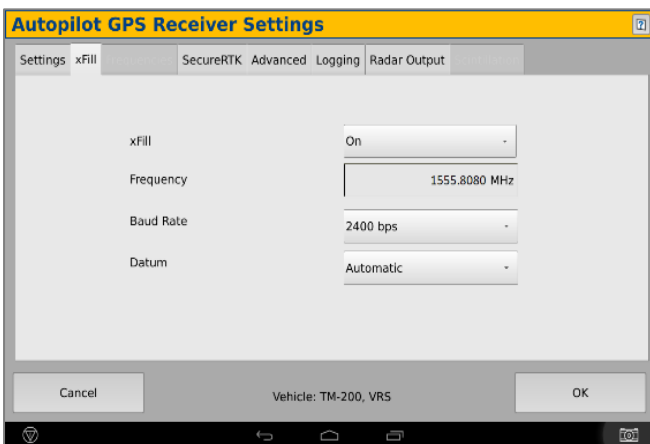 Autopilot GPS Receiver Settings
Settings xFill SecureRTK Advanced Logging Radar Output
xFill On
Frequency 1555.8080 MHz
Baud Rate 2400 bps
Datum Automatic
Cancel Vehicle: TM-200, VRS OK